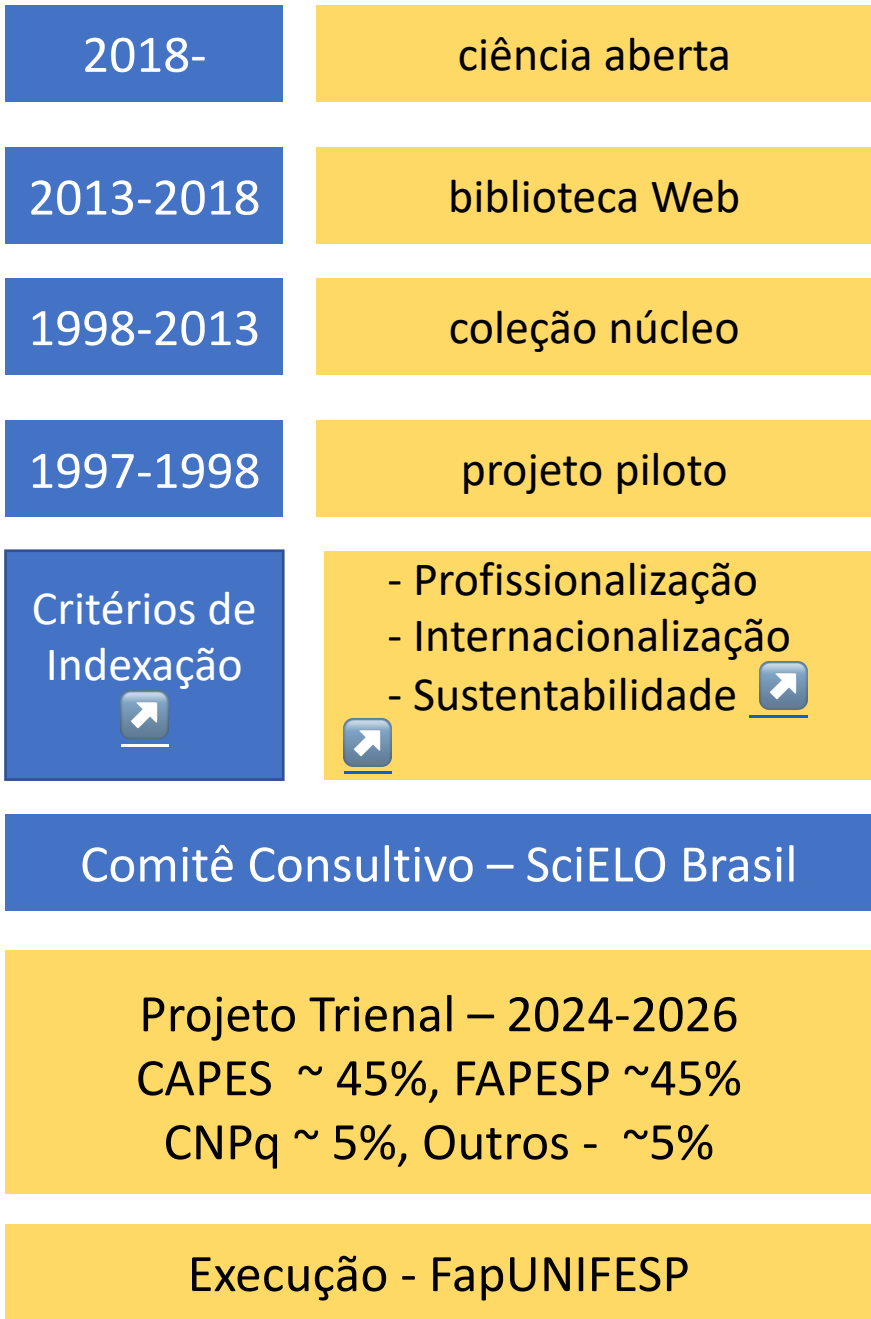 2018-
ciência aberta
2013-2018
biblioteca Web
1998-2013
coleção núcleo
1997-1998
projeto piloto
Critérios de
Indexação
- Profissionalização
- Internacionalização
- Sustentabilidade
Comitê Consultivo – SciELO Brasil
Projeto Trienal – 2024-2026
CAPES ~ 45%, FAPESP ~45%
CNPq ~ 5%, Outros - ~5%
Execução - FapUNIFESP